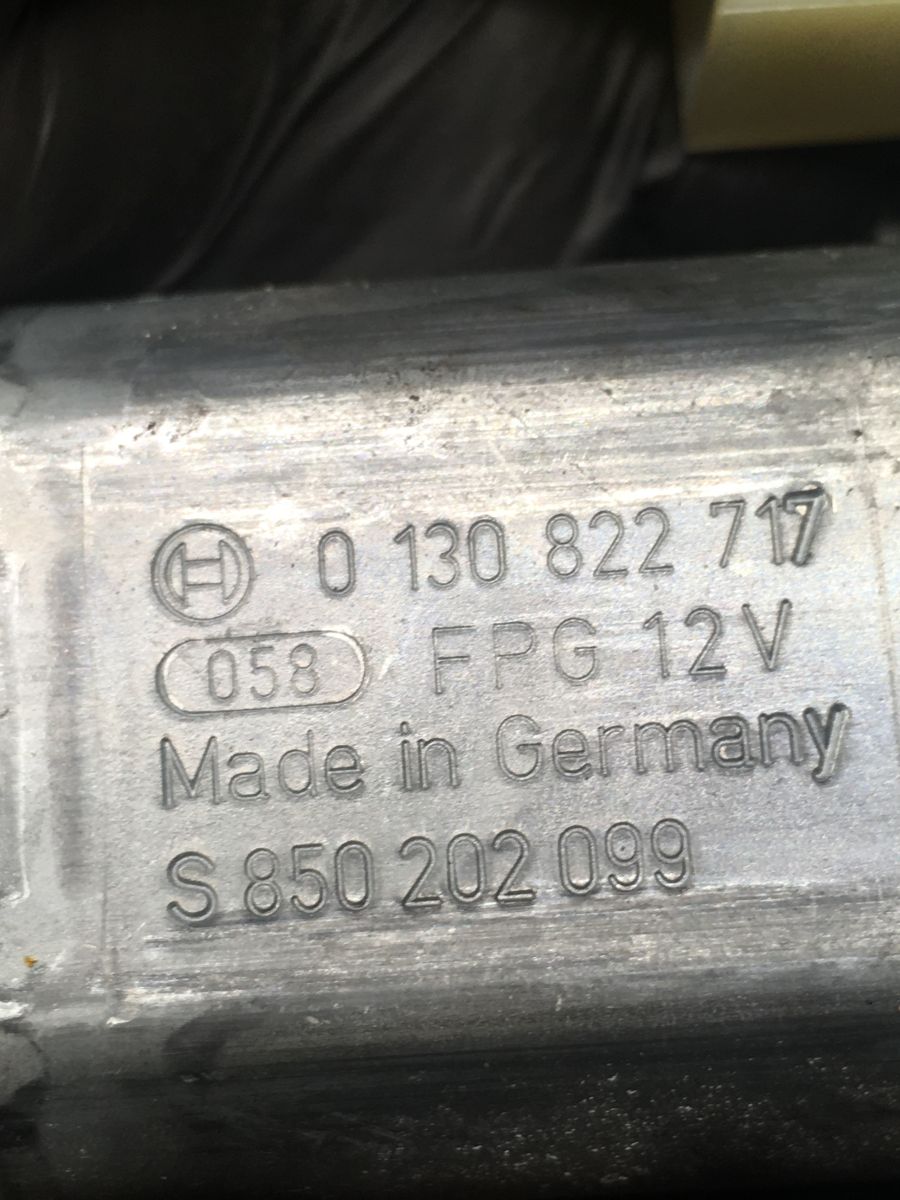 0 130 822 717
058 FPG 12V
Made in Germany
S 850 202 099